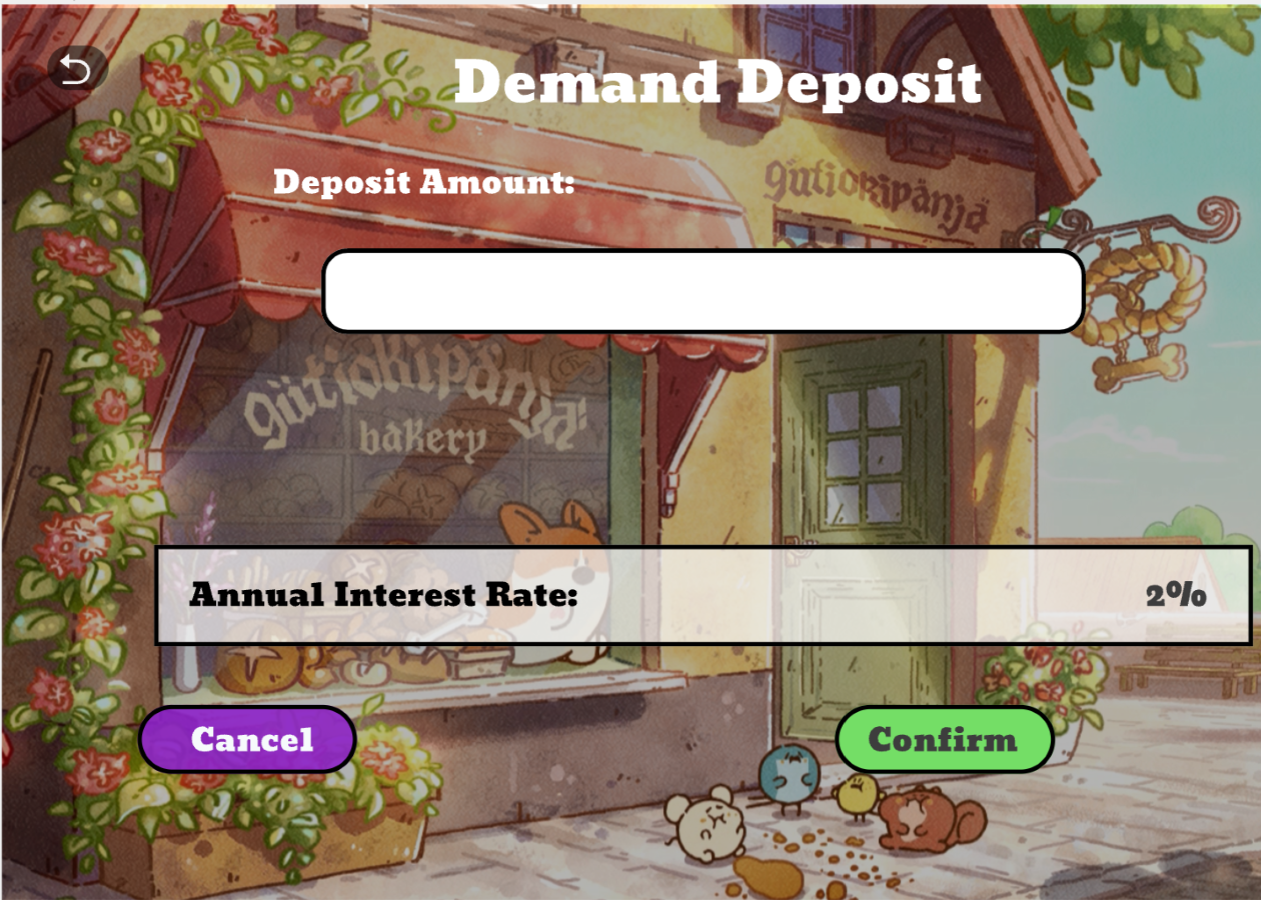 Demand Deposit
Deposit Amount:
gütiokipänjä
gütiokipänjä
bakery
Annual Interest Rate:
2%
Cancel
Confirm